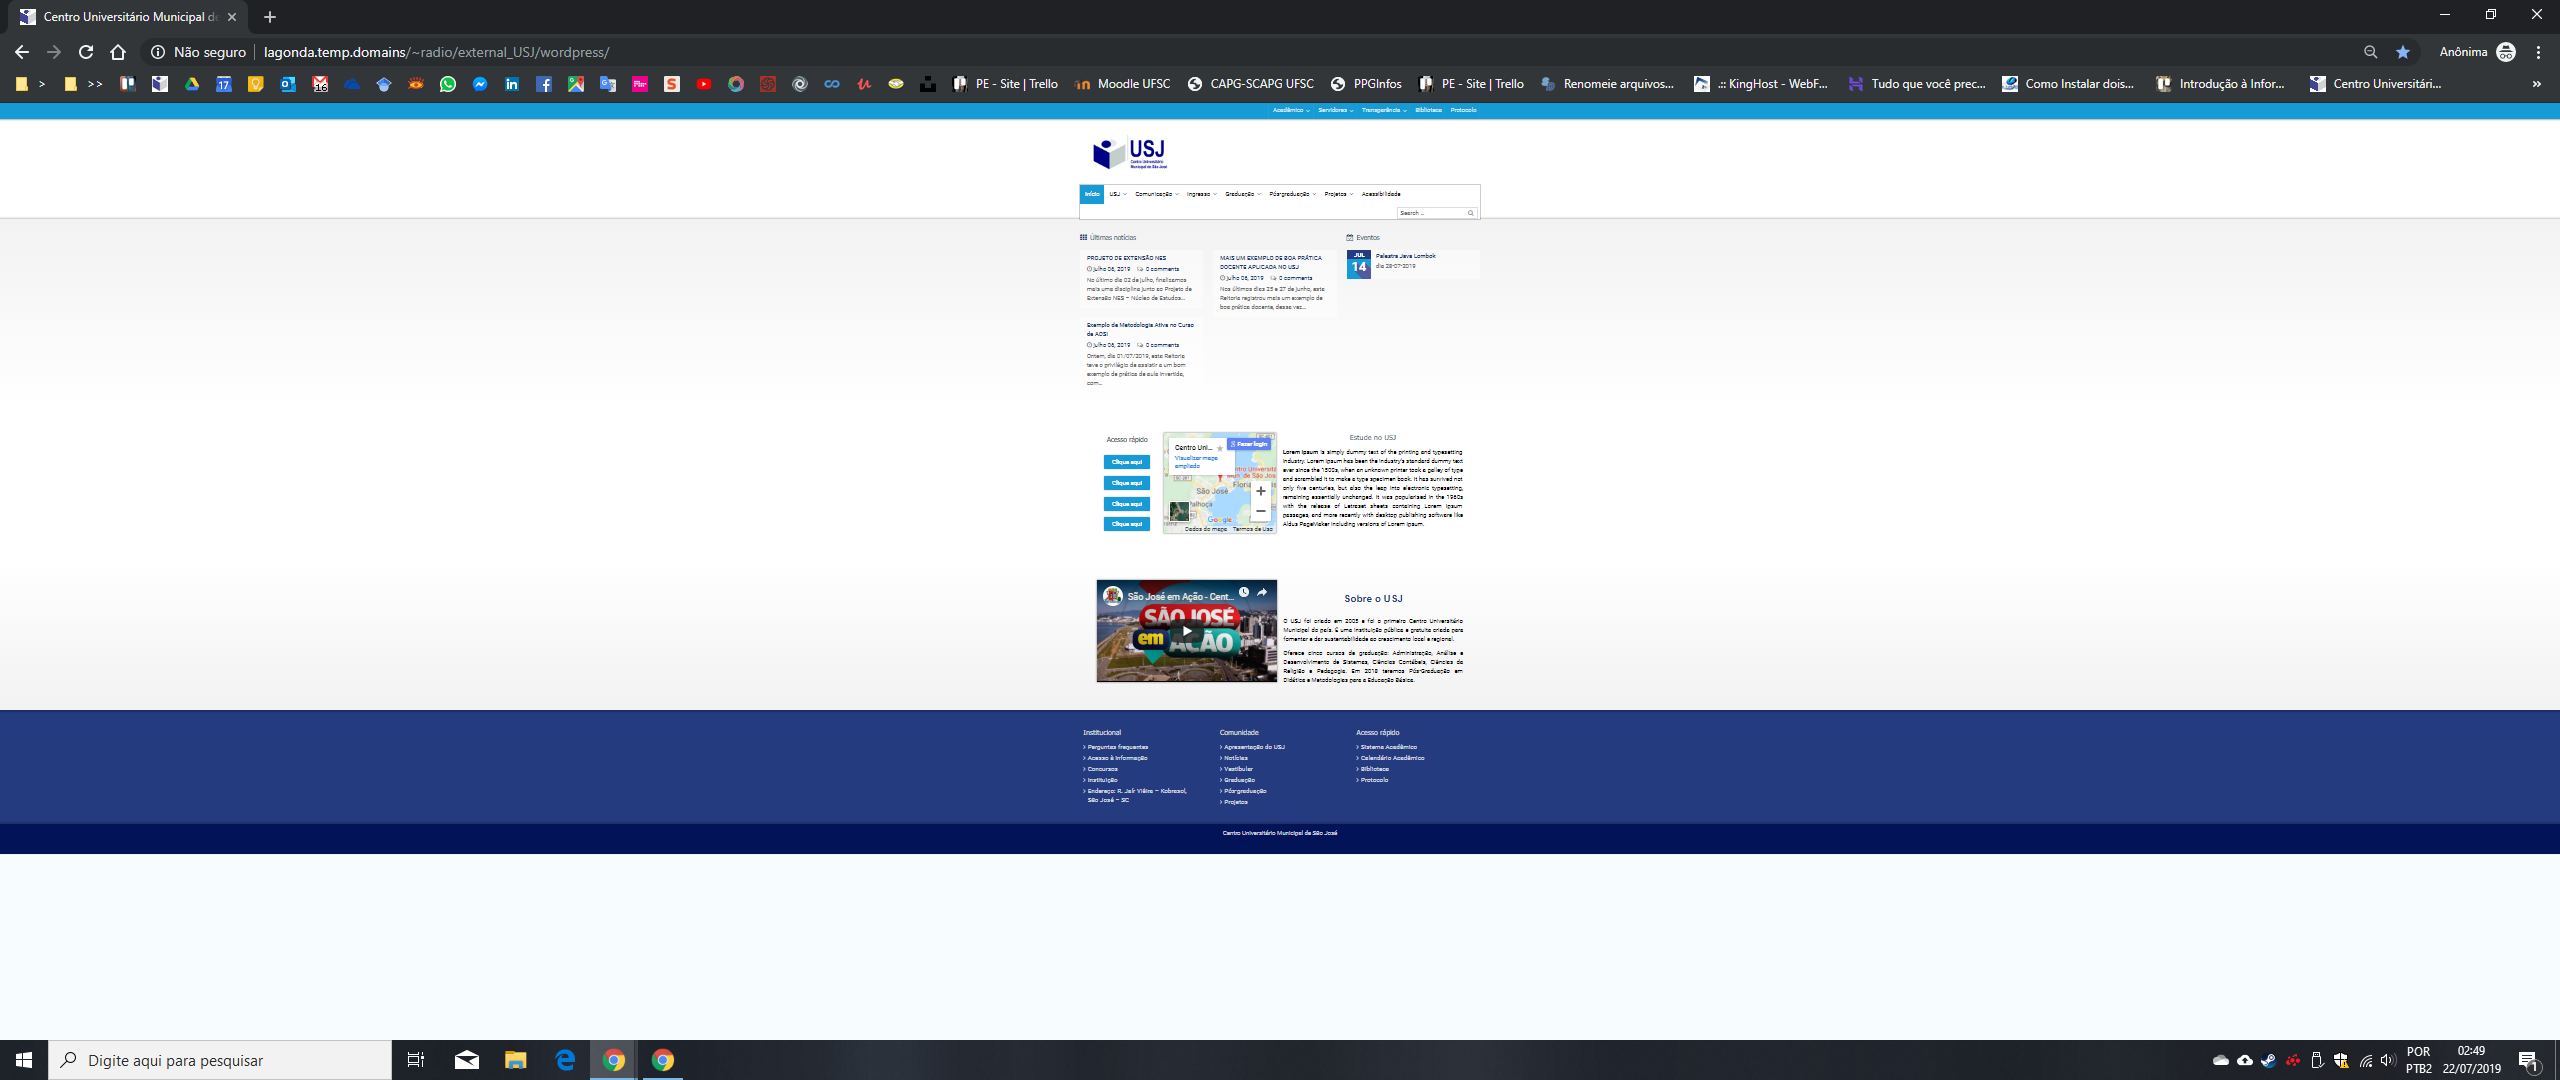 Centro Universitário Municipal de
Não seguro
lagonda.temp.domains/~radio/external_USJ/wordpress/
Anônima
>
>>
17
16
PE - Site | Trello
Moodle UFSC
CAPG-SCAPG UFSC
PPGInfos
PE - Site | Trello
Renomeie arquivos...
.:: KingHost - WebF...
Tudo que você prec...
Como Instalar dois...
Introdução à Infor...
Centro Universitári...
»
Acadêmico
Servidores
Transparência
Biblioteca
Protocolo
USJ
Centro Universitário
Municipal de São José
Início
USJ
Comunicação
Ingresso
Graduação
Pós-graduação
Projetos
Acessibilidade
Search ...
Últimas notícias
PROJETO DE EXTENSÃO NES
julho 08, 2019 0 comments
No último dia 02 de julho, finalizamos
mais uma disciplina junto ao Projeto de
Extensão NES – Núcleo de Estudos...
MAIS UM EXEMPLO DE BOA PRÁTICA
DOCENTE APLICADA NO USJ
julho 08, 2019 0 comments
Nos últimos dias 25 e 27 de junho, esta
Reitoria registrou mais um exemplo de
boa prática docente, dessa vez...
Exemplo de Metodologia Ativa no Curso
de ADS!
julho 08, 2019 0 comments
Ontem, dia 01/07/2019, esta Reitoria
teve o privilégio de assistir a um bom
exemplo de prática de aula invertida,
com...
Eventos
JUL
14
Palestra Java Lombok
dia 28-07-2019
Acesso rápido
Clique aqui
Clique aqui
Clique aqui
Clique aqui
Centro Uni...
Visualizar mapa
ampliado
Fazer login
São José
Google
Dados do mapa
Termos de Uso
Estude no USJ
Lorem Ipsum is simply dummy text of the printing and typesetting
industry. Lorem Ipsum has been the industry's standard dummy text
ever since the 1500s, when an unknown printer took a galley of type
and scrambled it to make a type specimen book. It has survived not
only five centuries, but also the leap into electronic typesetting,
remaining essentially unchanged. It was popularised in the 1960s
with the release of Letraset sheets containing Lorem Ipsum
passages, and more recently with desktop publishing software like
Aldus PageMaker including versions of Lorem Ipsum.
São José em Ação - Cent...
SÃO JOSÉ
em AÇÃO
Sobre o USJ
O USJ foi criado em 2005 e foi o primeiro Centro Universitário
Municipal do país. É uma instituição pública e gratuita criada para
fomentar e dar sustentabilidade ao crescimento local e regional.
Oferece cinco cursos de graduação: Administração, Análise e
Desenvolvimento de Sistemas, Ciências Contábeis, Ciências da
Religião e Pedagogia. Em 2018 teremos Pós-Graduação em
Didática e Metodologias para a Educação Básica.
Institucional
Perguntas frequentes
Acesso à Informação
Concursos
Instituição
Endereço: R. Jair Viêira – Kobrasol,
São José – SC
Comunidade
Apresentação do USJ
Notícias
Vestibular
Graduação
Pós-graduação
Projetos
Acesso rápido
Sistema Acadêmico
Calendário Acadêmico
Biblioteca
Protocolo
Centro Universitário Municipal de São José
Digite aqui para pesquisar
POR
PTB2
02:49
22/07/2019
1